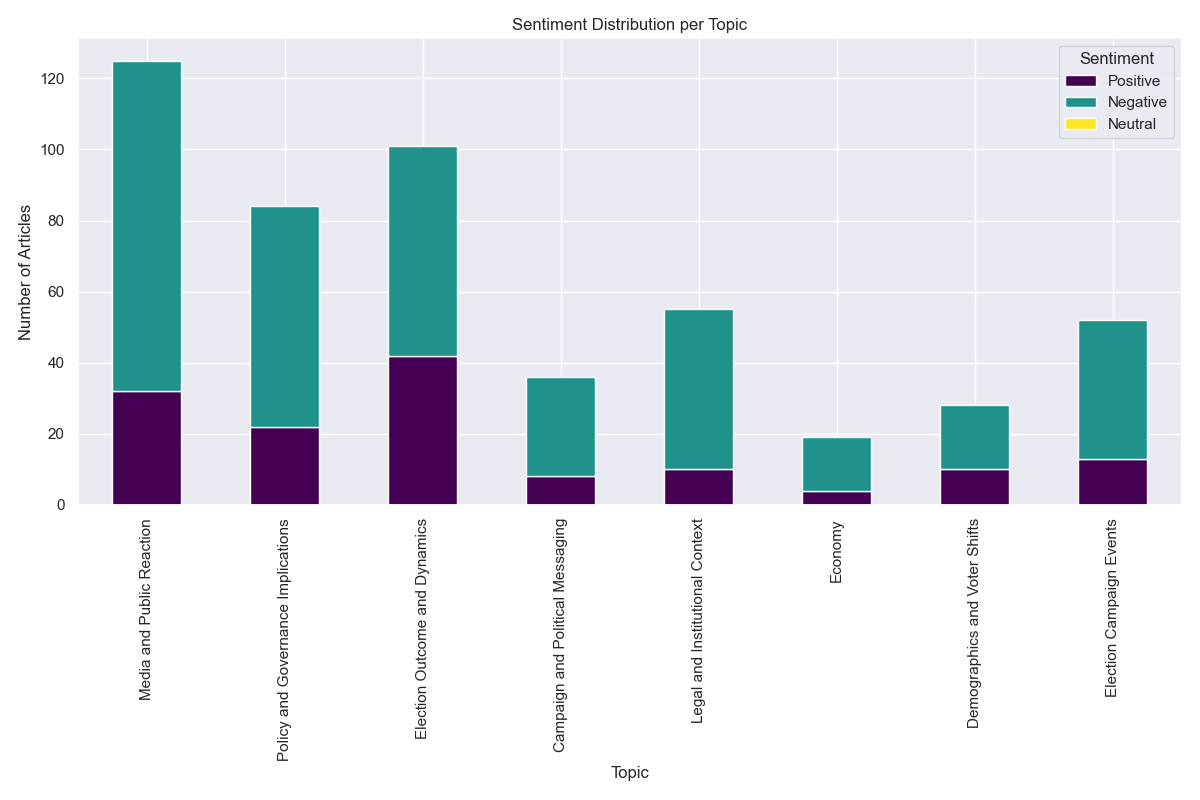 Sentiment Distribution per Topic
Sentiment
Positive
Negative
Neutral
Number of Articles
120
100
80
60
40
20
0
Media and Public Reaction
Policy and Governance Implications
Election Outcome and Dynamics
Campaign and Political Messaging
Legal and Institutional Context
Economy
Demographics and Voter Shifts
Election Campaign Events
Topic